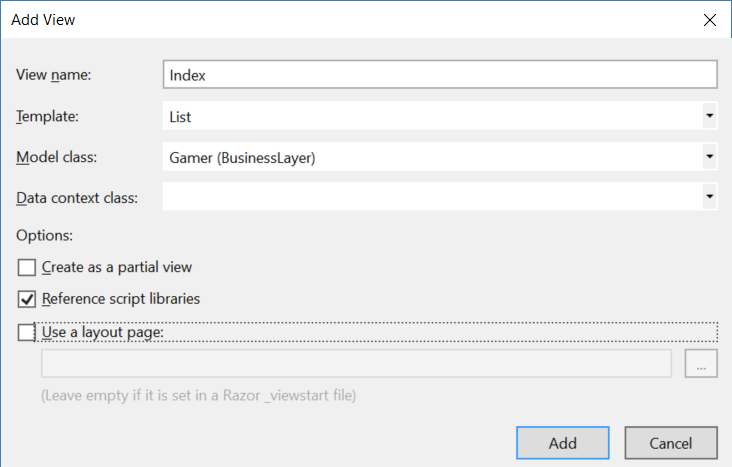 Add View
View name: Index
Template: List
Model class: Gamer (BusinessLayer)
Data context class:
Options:
Create as a partial view
Reference script libraries
Use a layout page:
...
(Leave empty if it is set in a Razor _viewstart file)
Add Cancel